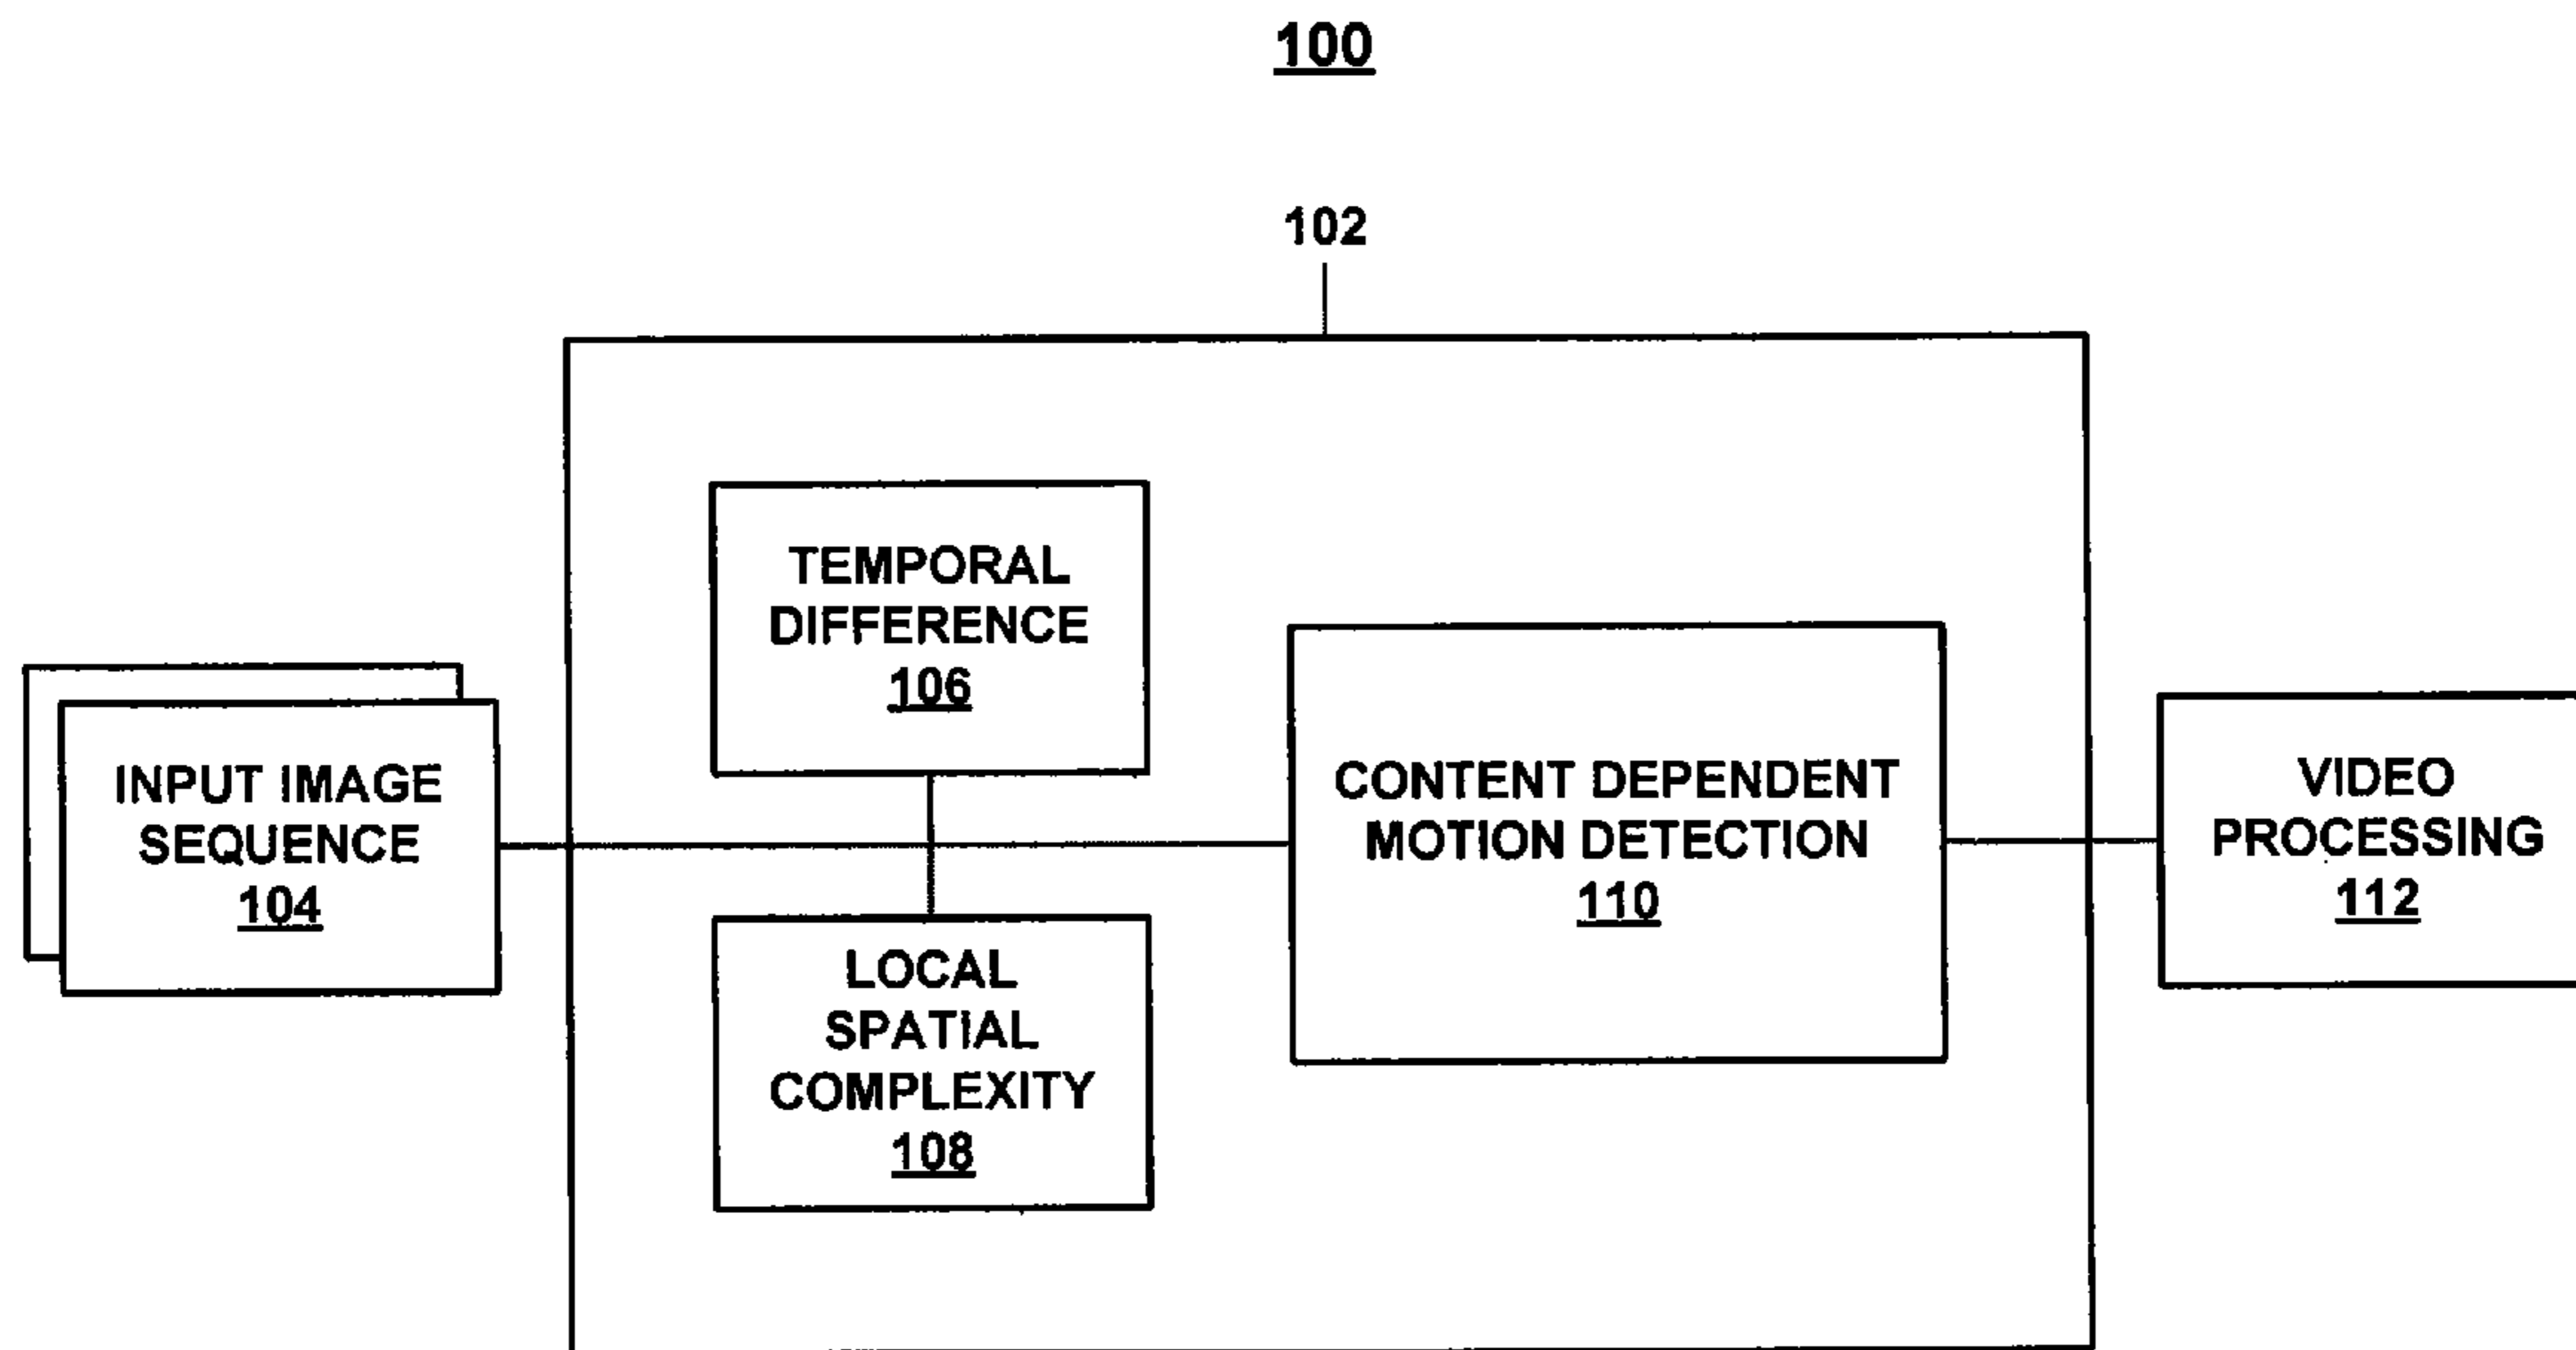 100
102
TEMPORAL
DIFFERENCE
106
INPUT IMAGE
SEQUENCE
104
LOCAL
SPATIAL
COMPLEXITY
108
CONTENT DEPENDENT
MOTION DETECTION
110
VIDEO
PROCESSING
112